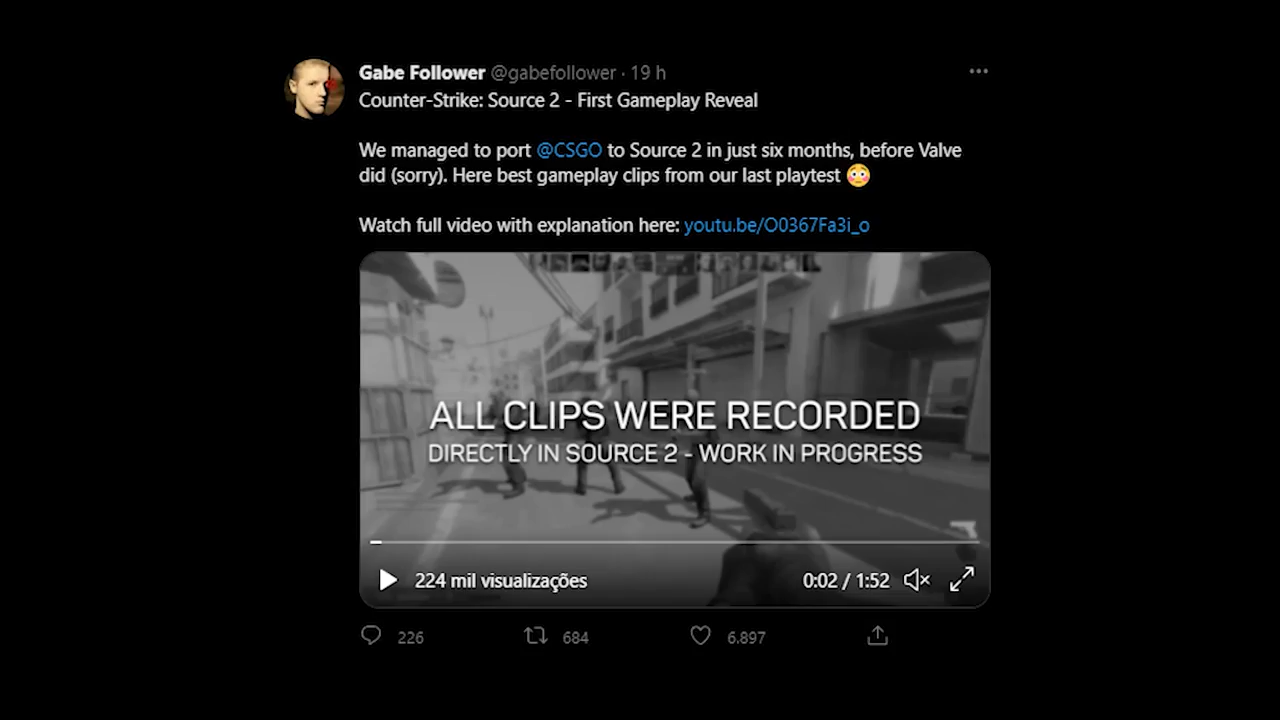 Gabe Follower @gabefollower · 19 h
Counter-Strike: Source 2 - First Gameplay Reveal
We managed to port @CSGO to Source 2 in just six months, before Valve
did (sorry). Here best gameplay clips from our last playtest 😳
Watch full video with explanation here: youtu.be/O0367Fa3i_o
ALL CLIPS WERE RECORDED
DIRECTLY IN SOURCE 2 - WORK IN PROGRESS
224 mil visualizações 0:02 / 1:52
226 684 6.897